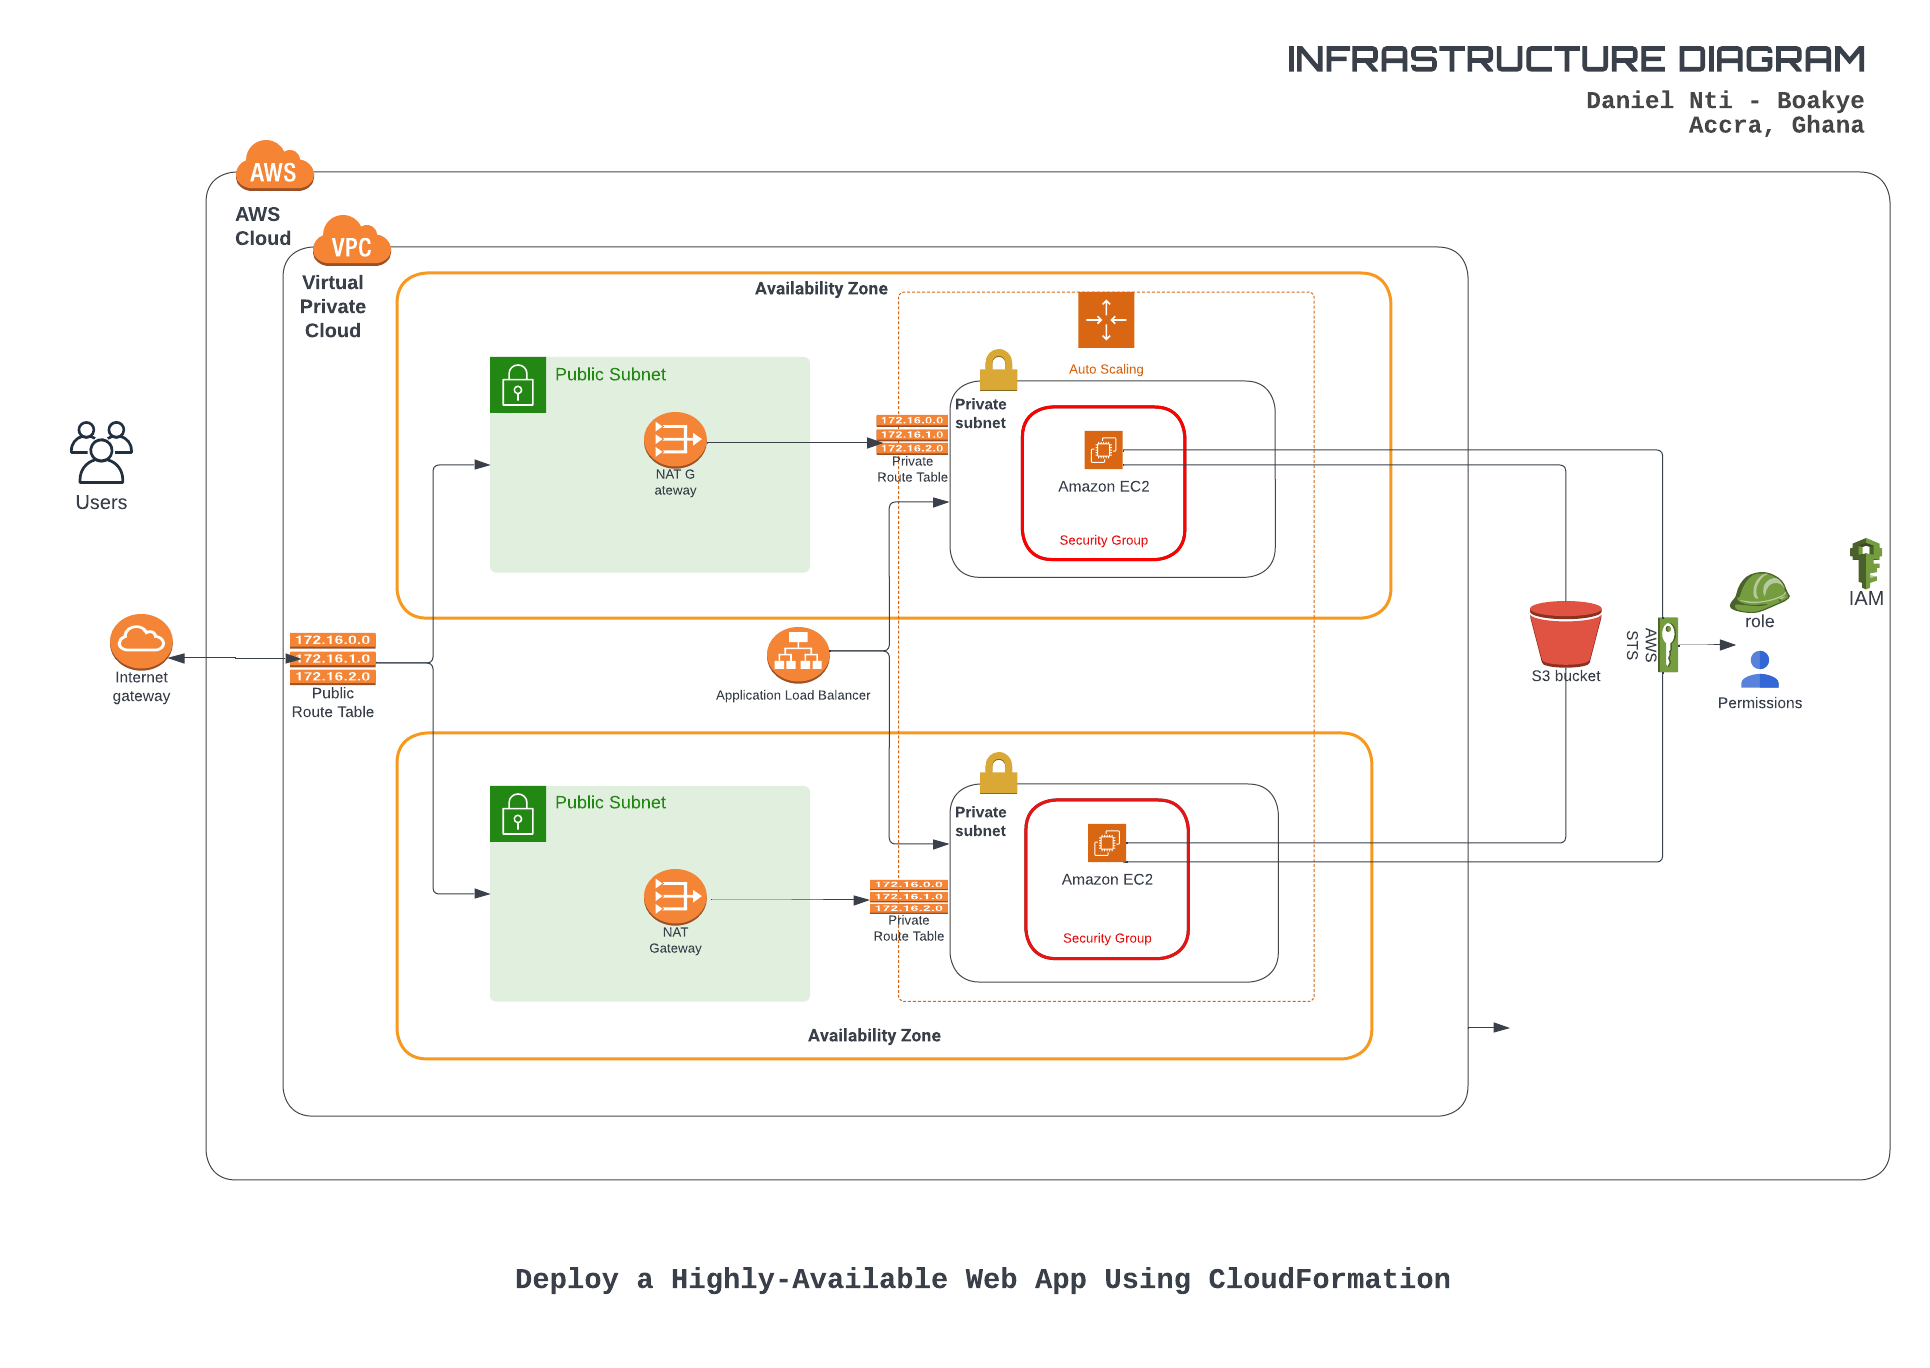 INFRASTRUCTURE DIAGRAM
Daniel Nti - Boakye
Accra, Ghana
AWS
AWS
Cloud
VPC
Virtual
Private
Cloud
Availability Zone
Auto Scaling
Public Subnet
NAT G
ateway
172.16.0.0
172.16.1.0
172.16.2.0
Private
Route Table
Private
subnet
Amazon EC2
Security Group
Users
Internet
gateway
172.16.0.0
172.16.1.0
172.16.2.0
Public
Route Table
Application Load Balancer
S3 bucket
AWS
STS
role
Permissions
IAM
Public Subnet
NAT
Gateway
172.16.0.0
172.16.1.0
172.16.2.0
Private
Route Table
Private
subnet
Amazon EC2
Security Group
Availability Zone
Deploy a Highly-Available Web App Using CloudFormation